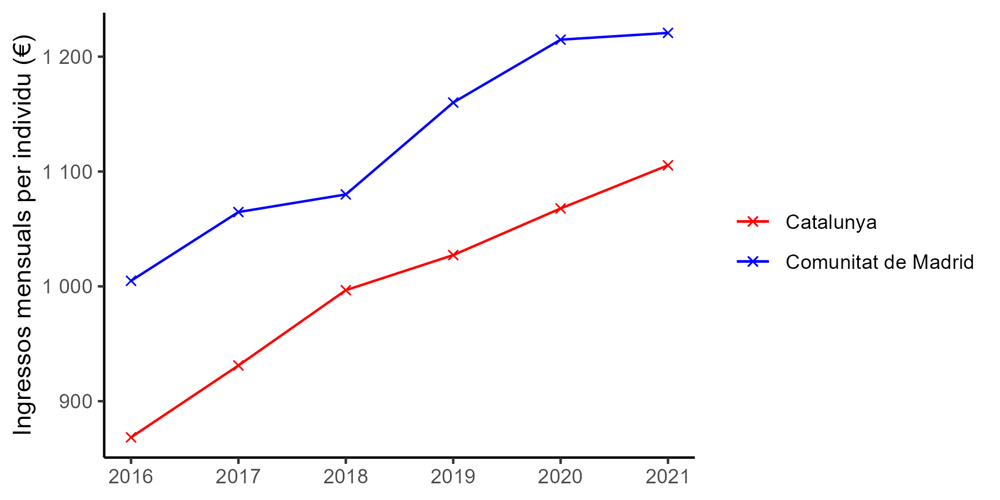 Ingressos mensuals per individu (€)
1 200
1 100
1 000
900
2016 2017 2018 2019 2020 2021
Catalunya
Comunitat de Madrid